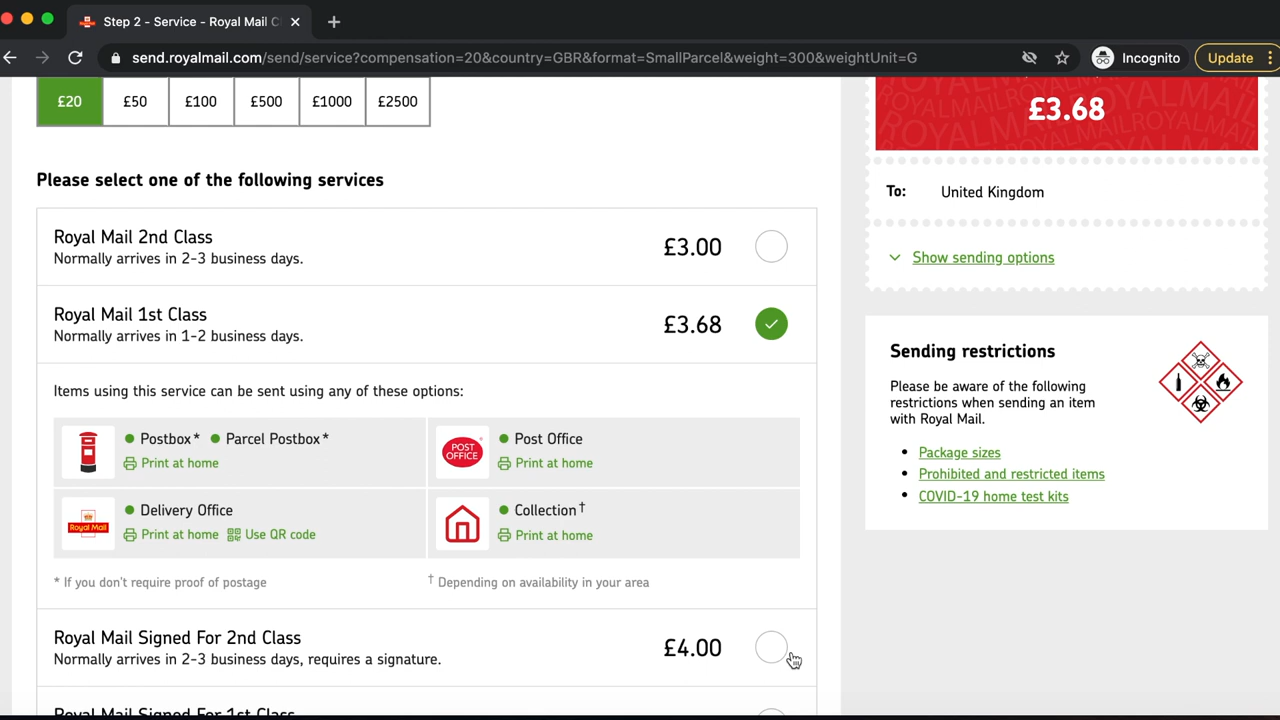 Step 2 - Service - Royal Mail C
send.royalmail.com/send/service?compensation=20&country=GBR&format=SmallParcel&weight=300&weightUnit=G
Incognito
Update
£20
£50
£100
£500
£1000
£2500
£3.68
To:
United Kingdom
Show sending options
Please select one of the following services
Royal Mail 2nd Class
Normally arrives in 2-3 business days.
£3.00
Royal Mail 1st Class
Normally arrives in 1-2 business days.
£3.68
Items using this service can be sent using any of these options:
Postbox*
Parcel Postbox*
Print at home
POST
OFFICE
Post Office
Print at home
Royal Mail
Delivery Office
Print at home
Use QR code
Collection†
Print at home
* If you don't require proof of postage
† Depending on availability in your area
Royal Mail Signed For 2nd Class
Normally arrives in 2-3 business days, requires a signature.
£4.00
Royal Mail Signed For 1st Class
Sending restrictions
Please be aware of the following
restrictions when sending an item
with Royal Mail.
Package sizes
Prohibited and restricted items
COVID-19 home test kits